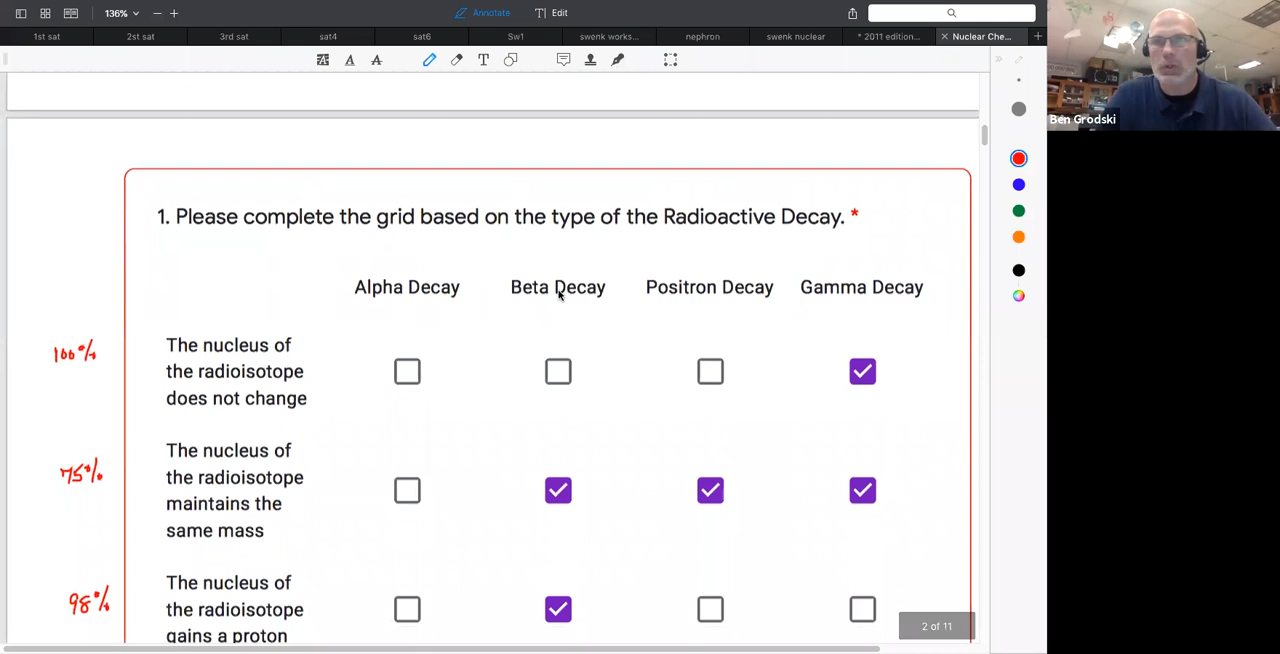 136%
Annotate
Edit
1st sat
2st sat
3rd sat
sat4
sat6
Sw1
swenk works...
nephron
swenk nuclear
* 2011 edition...
Nuclear Che...
Ben Grodski
1. Please complete the grid based on the type of the Radioactive Decay. *
Alpha Decay Beta Decay Positron Decay Gamma Decay
100%
The nucleus of
the radioisotope
does not change
75%
The nucleus of
the radioisotope
maintains the
same mass
98%
The nucleus of
the radioisotope
gains a proton
2 of 11